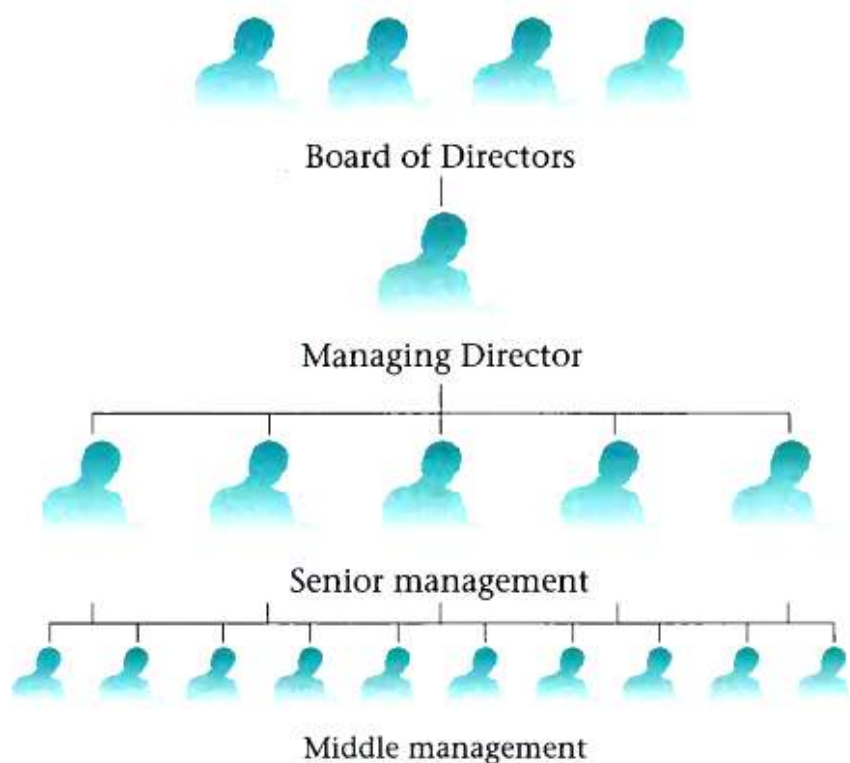 Board of Directors
Managing Director
Senior management
Middle management